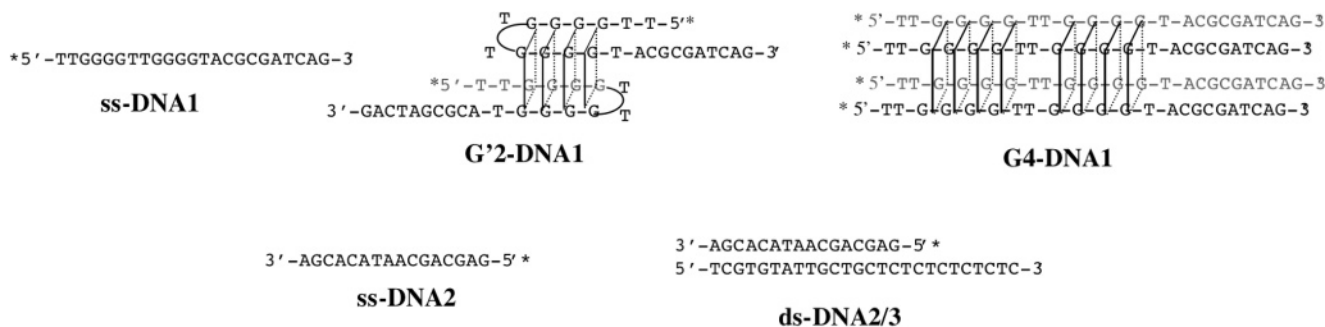 *5'-TTGGGGTTGGGGTACGCGATCAG-3
ss-DNA1
T G-G-G-G-T-T-5'*
T G-G-G-G-T-ACGCGATCAG-3'
*5'-T-T-G-G-G-G T
3'-GACTAGCGCA-T-G-G-G-G T
G'2-DNA1
* 5'-TT-G-G-G-G-TT-G-G-G-G-T-ACGCGATCAG-3
* 5'-TT-G-G-G-G-TT-G-G-G-G-T-ACGCGATCAG-3
* 5'-TT-G-G-G-G-TT-G-G-G-G-T-ACGCGATCAG-3
* 5'-TT-G-G-G-G-TT-G-G-G-G-T-ACGCGATCAG-3
G4-DNA1
3'-AGCACATAACGACGAG-5'*
ss-DNA2
3'-AGCACATAACGACGAG-5'*
5'-TCGTGTATTGCTGCTCTCTCTCTCTC-3
ds-DNA2/3